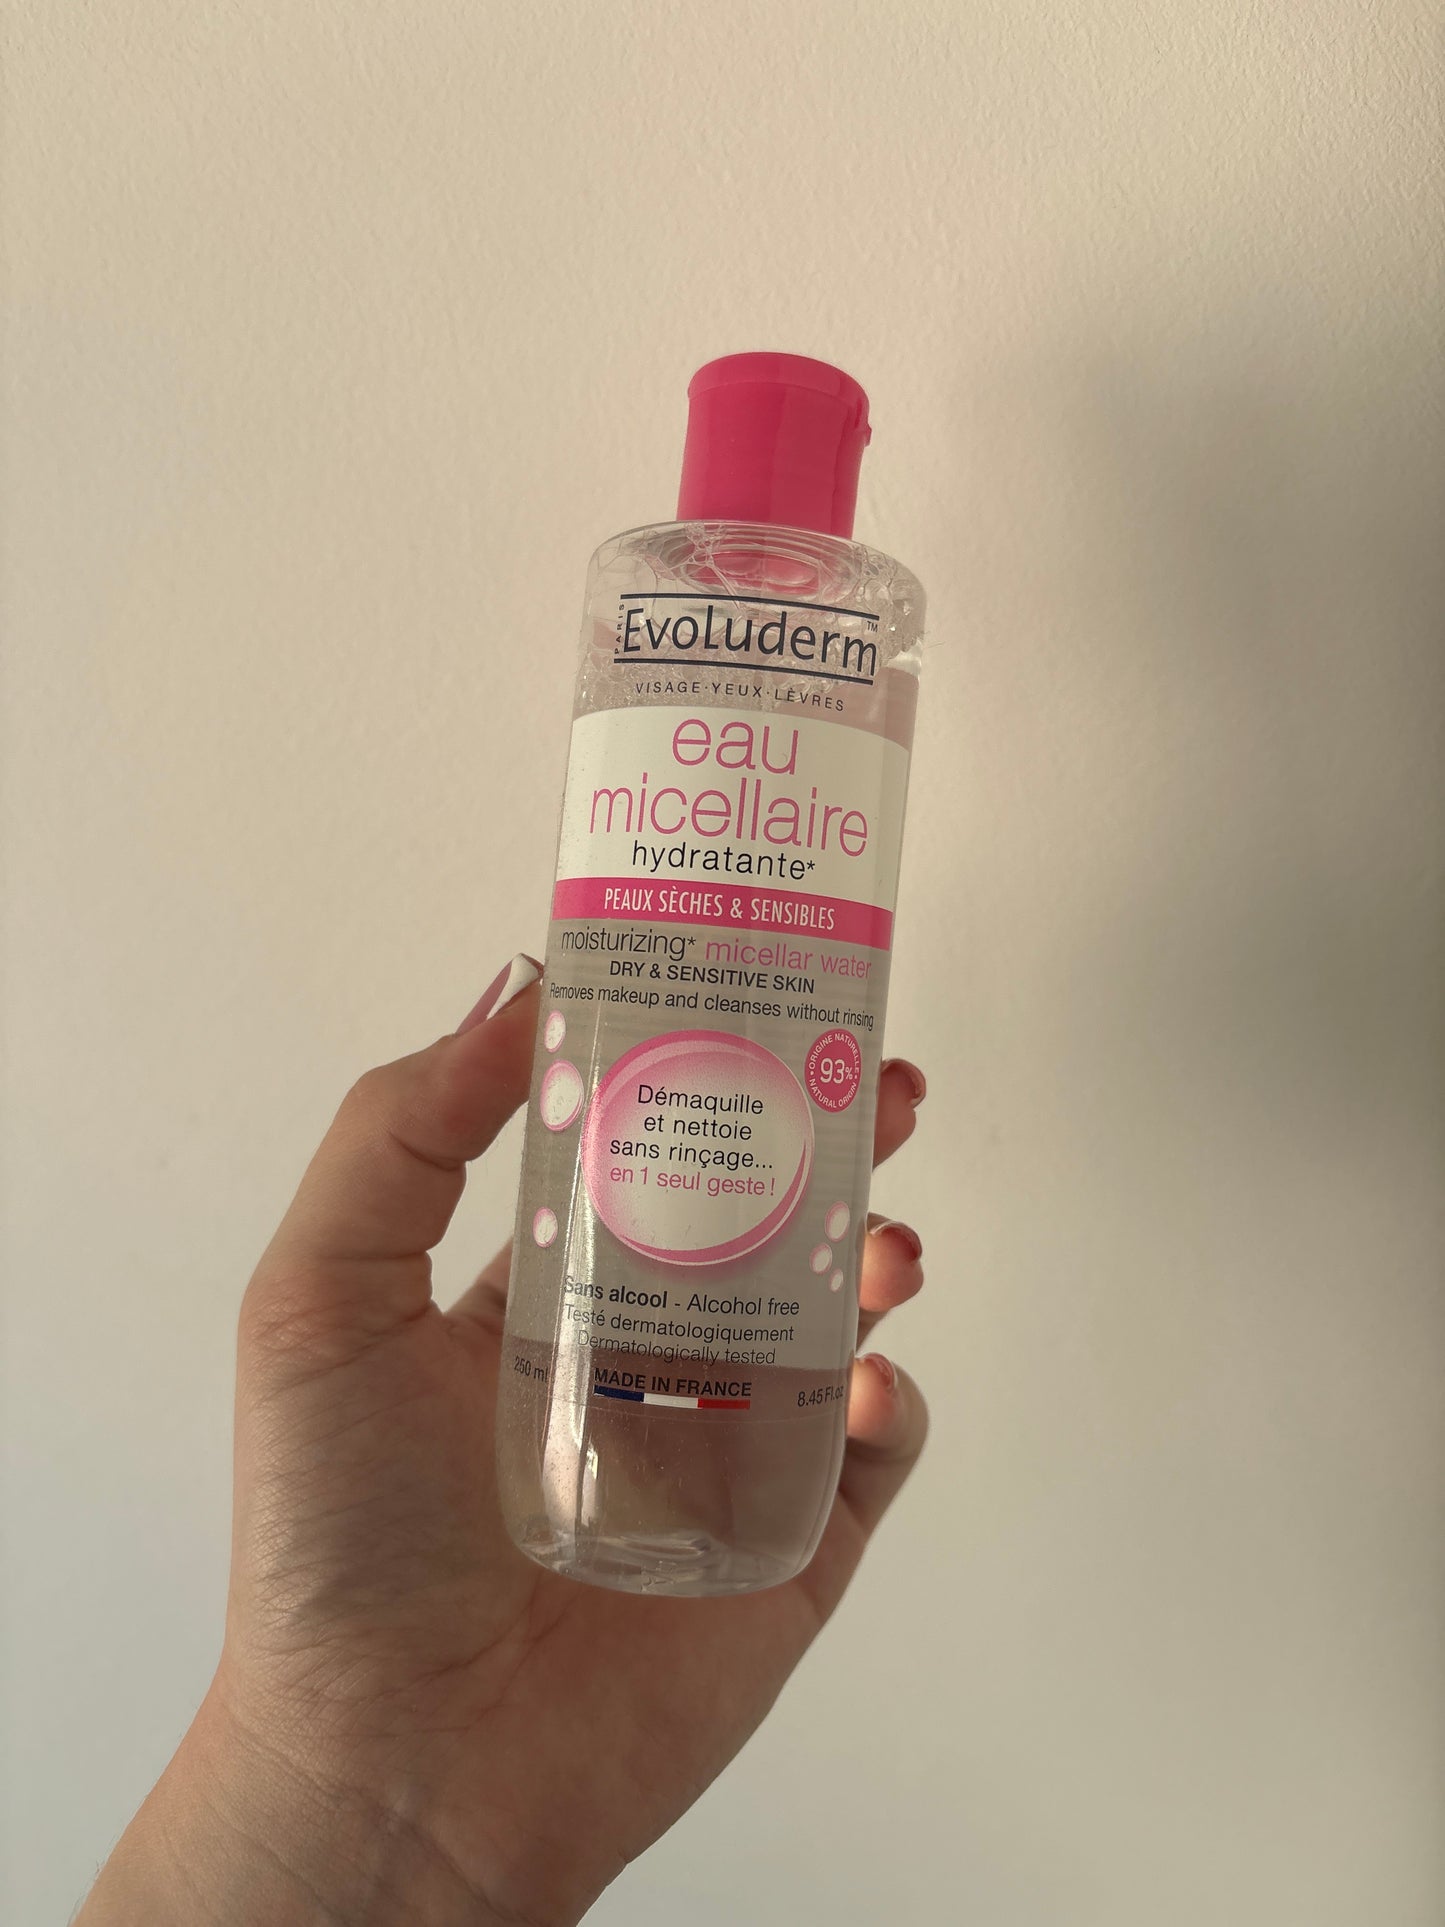 PARIS
Evoluderm™
VISAGE·YEUX·LÈVRES
eau
micellaire
hydratante*
PEAUX SÈCHES & SENSIBLES
moisturizing* micellar water
DRY & SENSITIVE SKIN
Removes makeup and cleanses without rinsing
• ORIGINE NATURELLE •
93%
NATURAL ORIGIN
Démaquille
et nettoie
sans rinçage...
en 1 seul geste !
Sans alcool - Alcohol free
Testé dermatologiquement
Dermatologically tested
250 ml
MADE IN FRANCE
8.45 Fl.oz